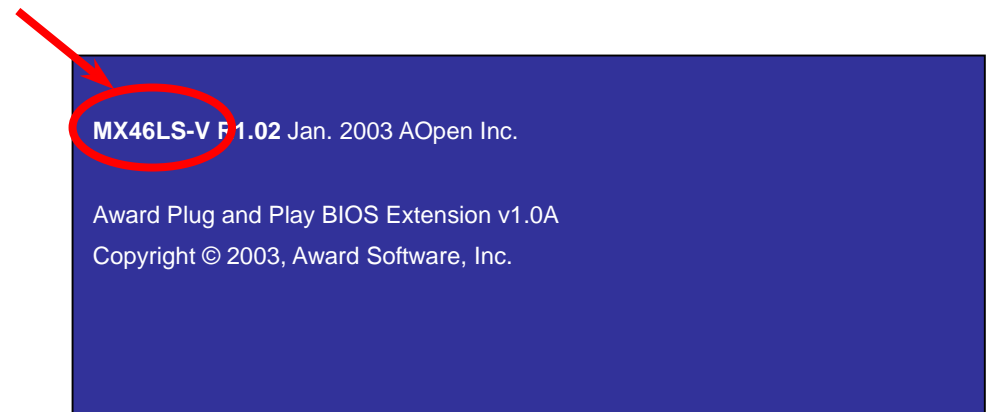 MX46LS-V R1.02 Jan. 2003 AOpen Inc.
Award Plug and Play BIOS Extension v1.0A
Copyright © 2003, Award Software, Inc.